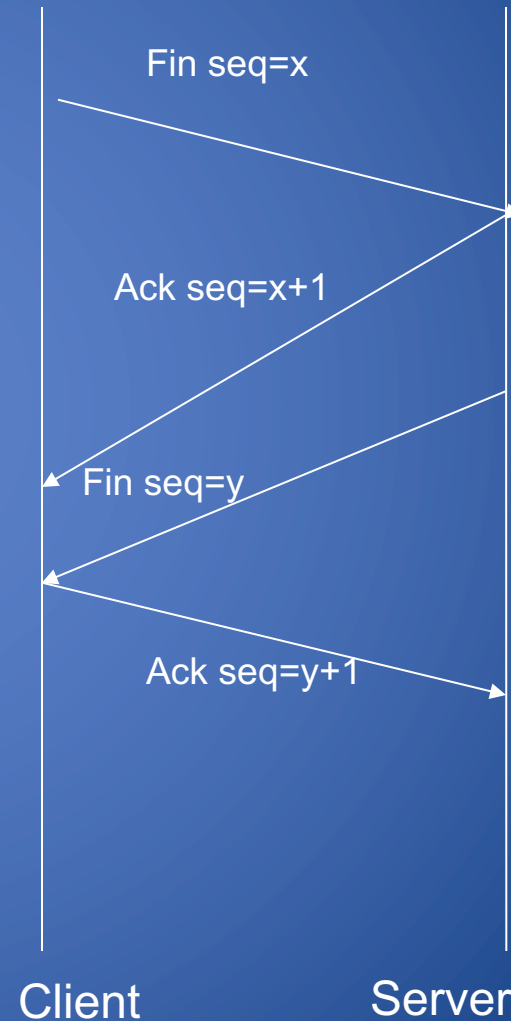 Fin seq=x
Ack seq=x+1
Fin seq=y
Ack seq=y+1
Client
Server